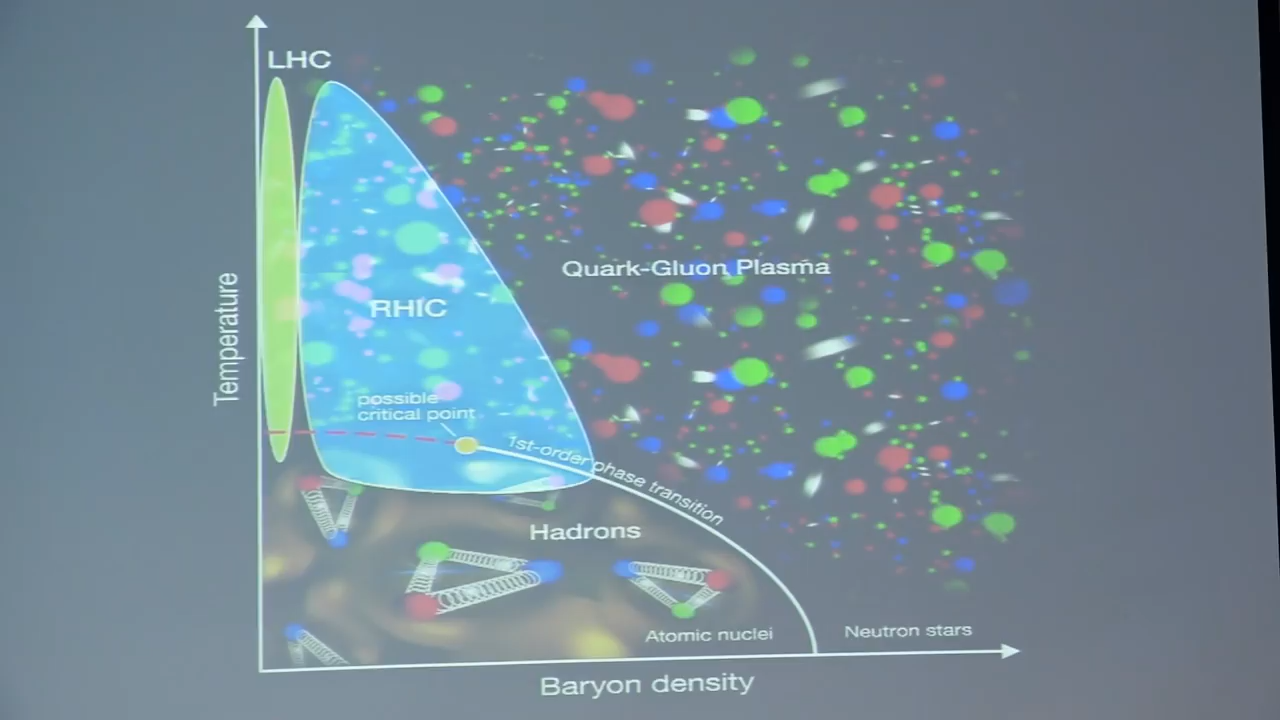 LHC
Quark-Gluon Plasma
RHIC
Temperature
possible
critical point
1st-order phase transition
Hadrons
Atomic nuclei
Neutron stars
Baryon density